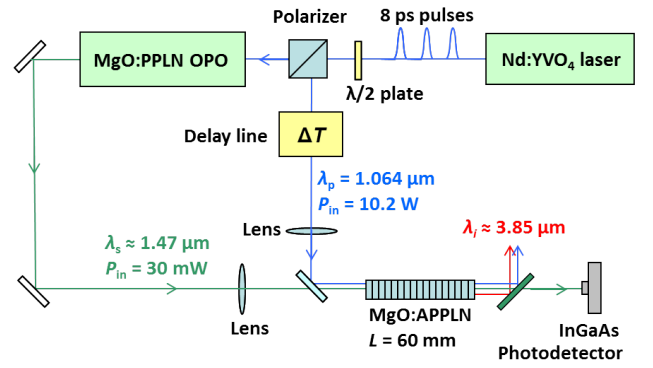 Polarizer
8 ps pulses
MgO:PPLN OPO
Nd:YVO₄ laser
λ/2 plate
Delay line
ΔT
λₚ = 1.064 μm
Pᵢₙ = 10.2 W
Lens
λᵢ ≈ 3.85 μm
λₛ ≈ 1.47 μm
Pᵢₙ = 30 mW
Lens
MgO:APPLN
L = 60 mm
InGaAs
Photodetector